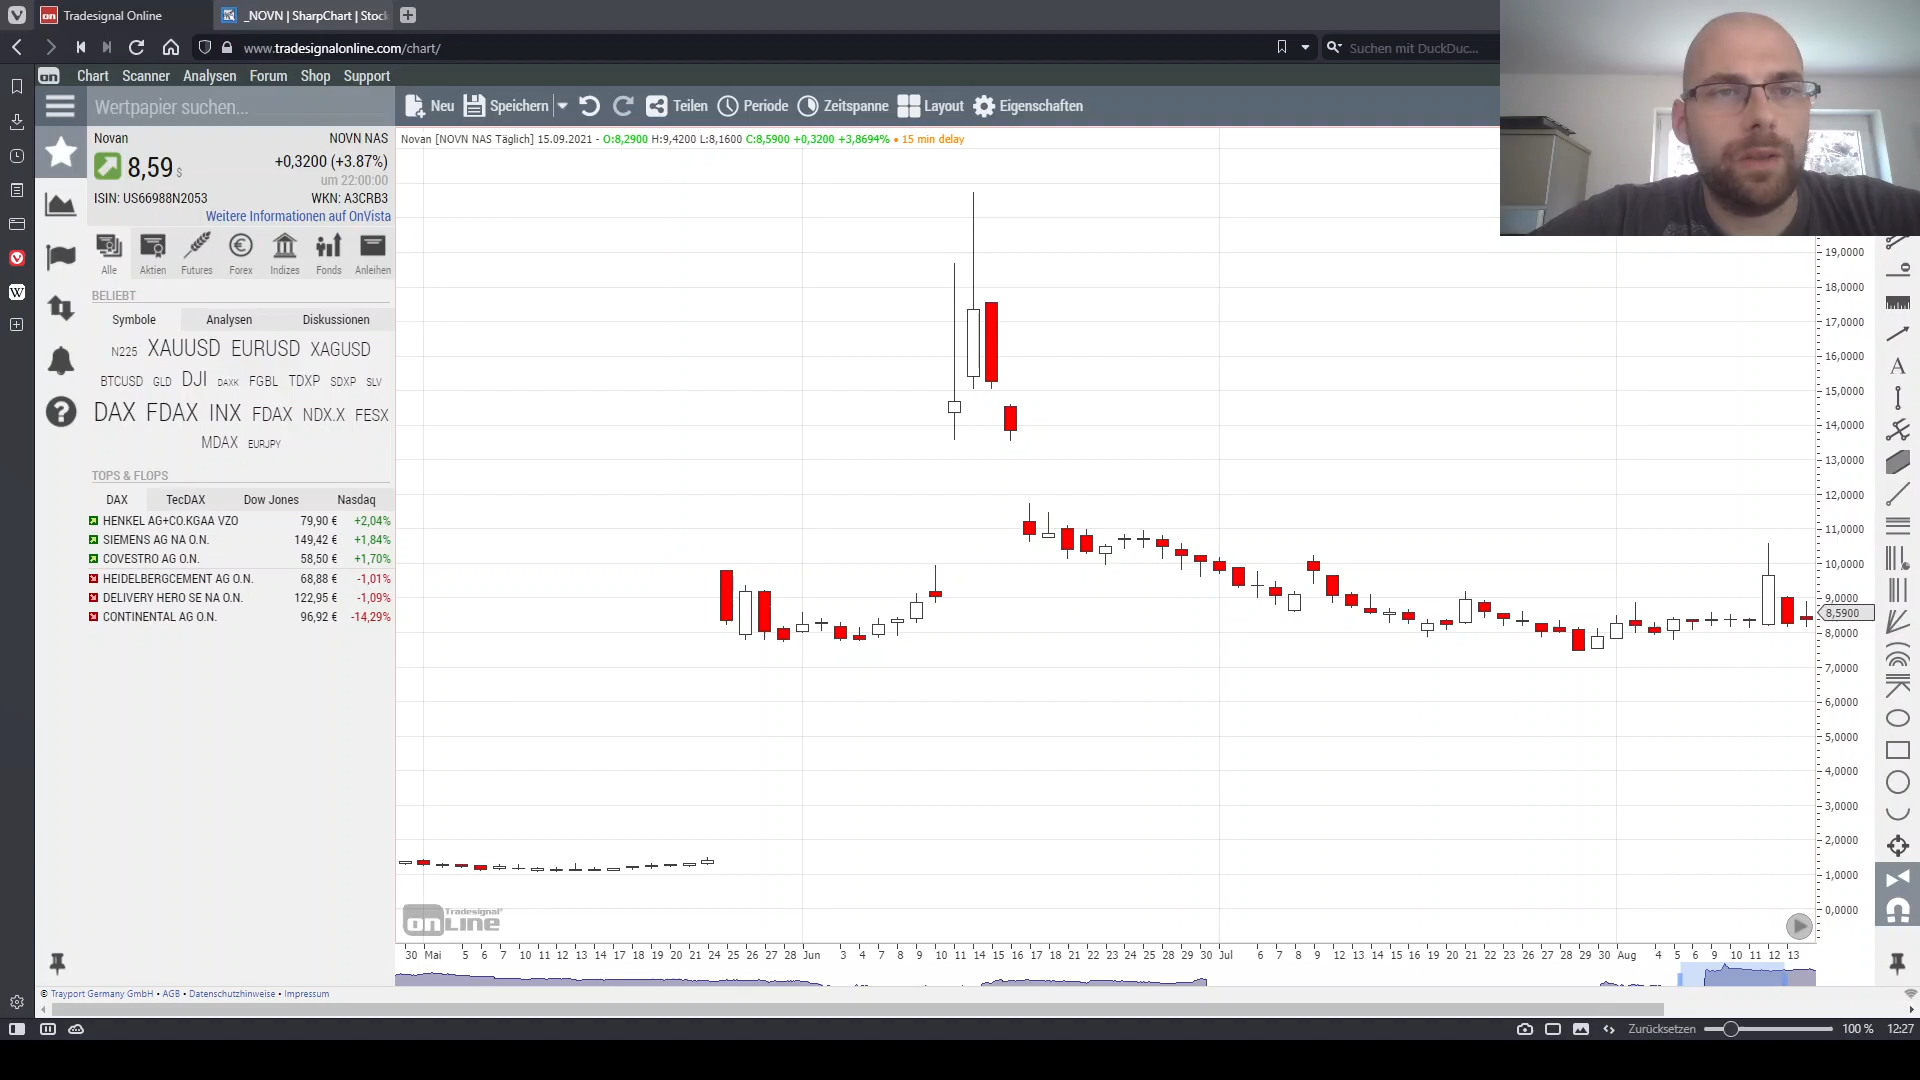 on Tradesignal Online
_NOVN | SharpChart | Stoc
www.tradesignalonline.com/chart/
Suchen mit DuckDuc...
on Chart Scanner Analysen Forum Shop Support
Wertpapier suchen...
Neu Speichern Teilen Periode Zeitspanne Layout Eigenschaften
Novan NOVN NAS
8,59 $ +0,3200 (+3.87%)
um 22:00:00
ISIN: US66988N2053 WKN: A3CRB3
Weitere Informationen auf OnVista
Alle Aktien Futures Forex Indizes Fonds Anleihen
BELIEBT
Symbole Analysen Diskussionen
N225 XAUUSD EURUSD XAGUSD
BTCUSD GLD DJI DAXK FGBL TDXP SDXP SLV
DAX FDAX INX FDAX NDX.X FESX
MDAX EURJPY
TOPS & FLOPS
DAX TecDAX Dow Jones Nasdaq
HENKEL AG+CO.KGAA VZO 79,90 € +2,04%
SIEMENS AG NA O.N. 149,42 € +1,84%
COVESTRO AG O.N. 58,50 € +1,70%
HEIDELBERGCEMENT AG O.N. 68,88 € -1,01%
DELIVERY HERO SE NA O.N. 122,95 € -1,09%
CONTINENTAL AG O.N. 96,92 € -14,29%
Novan [NOVN NAS Täglich] 15.09.2021 - O:8,2900 H:9,4200 L:8,1600 C:8,5900 +0,3200 +3,8694% • 15 min delay
19,0000
18,0000
17,0000
16,0000
15,0000
14,0000
13,0000
12,0000
11,0000
10,0000
9,0000
8,5900
8,0000
7,0000
6,0000
5,0000
4,0000
3,0000
2,0000
1,0000
0,0000
Tradesignal®
onLINE
30 Mai 5 6 7 10 11 12 13 14 17 18 19 20 21 24 25 26 27 28 Jun 3 4 7 8 9 10 11 14 15 16 17 18 21 22 23 24 25 28 29 30 Jul 6 7 8 9 12 13 14 15 16 19 20 21 22 23 26 27 28 29 30 Aug 4 5 6 9 10 11 12 13
© Trayport Germany GmbH • AGB • Datenschutzhinweise • Impressum
Zurücksetzen 100 % 12:27